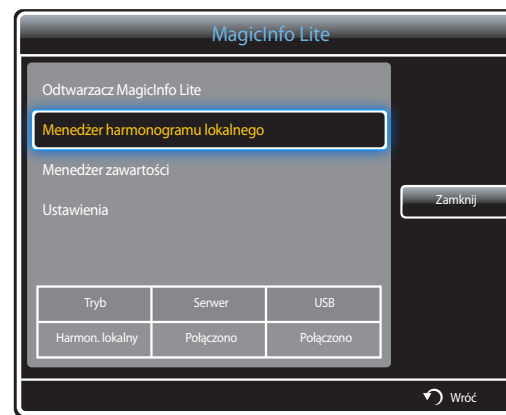 MagicInfo Lite
Odtwarzacz MagicInfo Lite
Menedżer harmonogramu lokalnego
Menedżer zawartości
Ustawienia
Zamknij
Tryb Serwer USB
Harmon. lokalny Połączono Połączono
Wróć